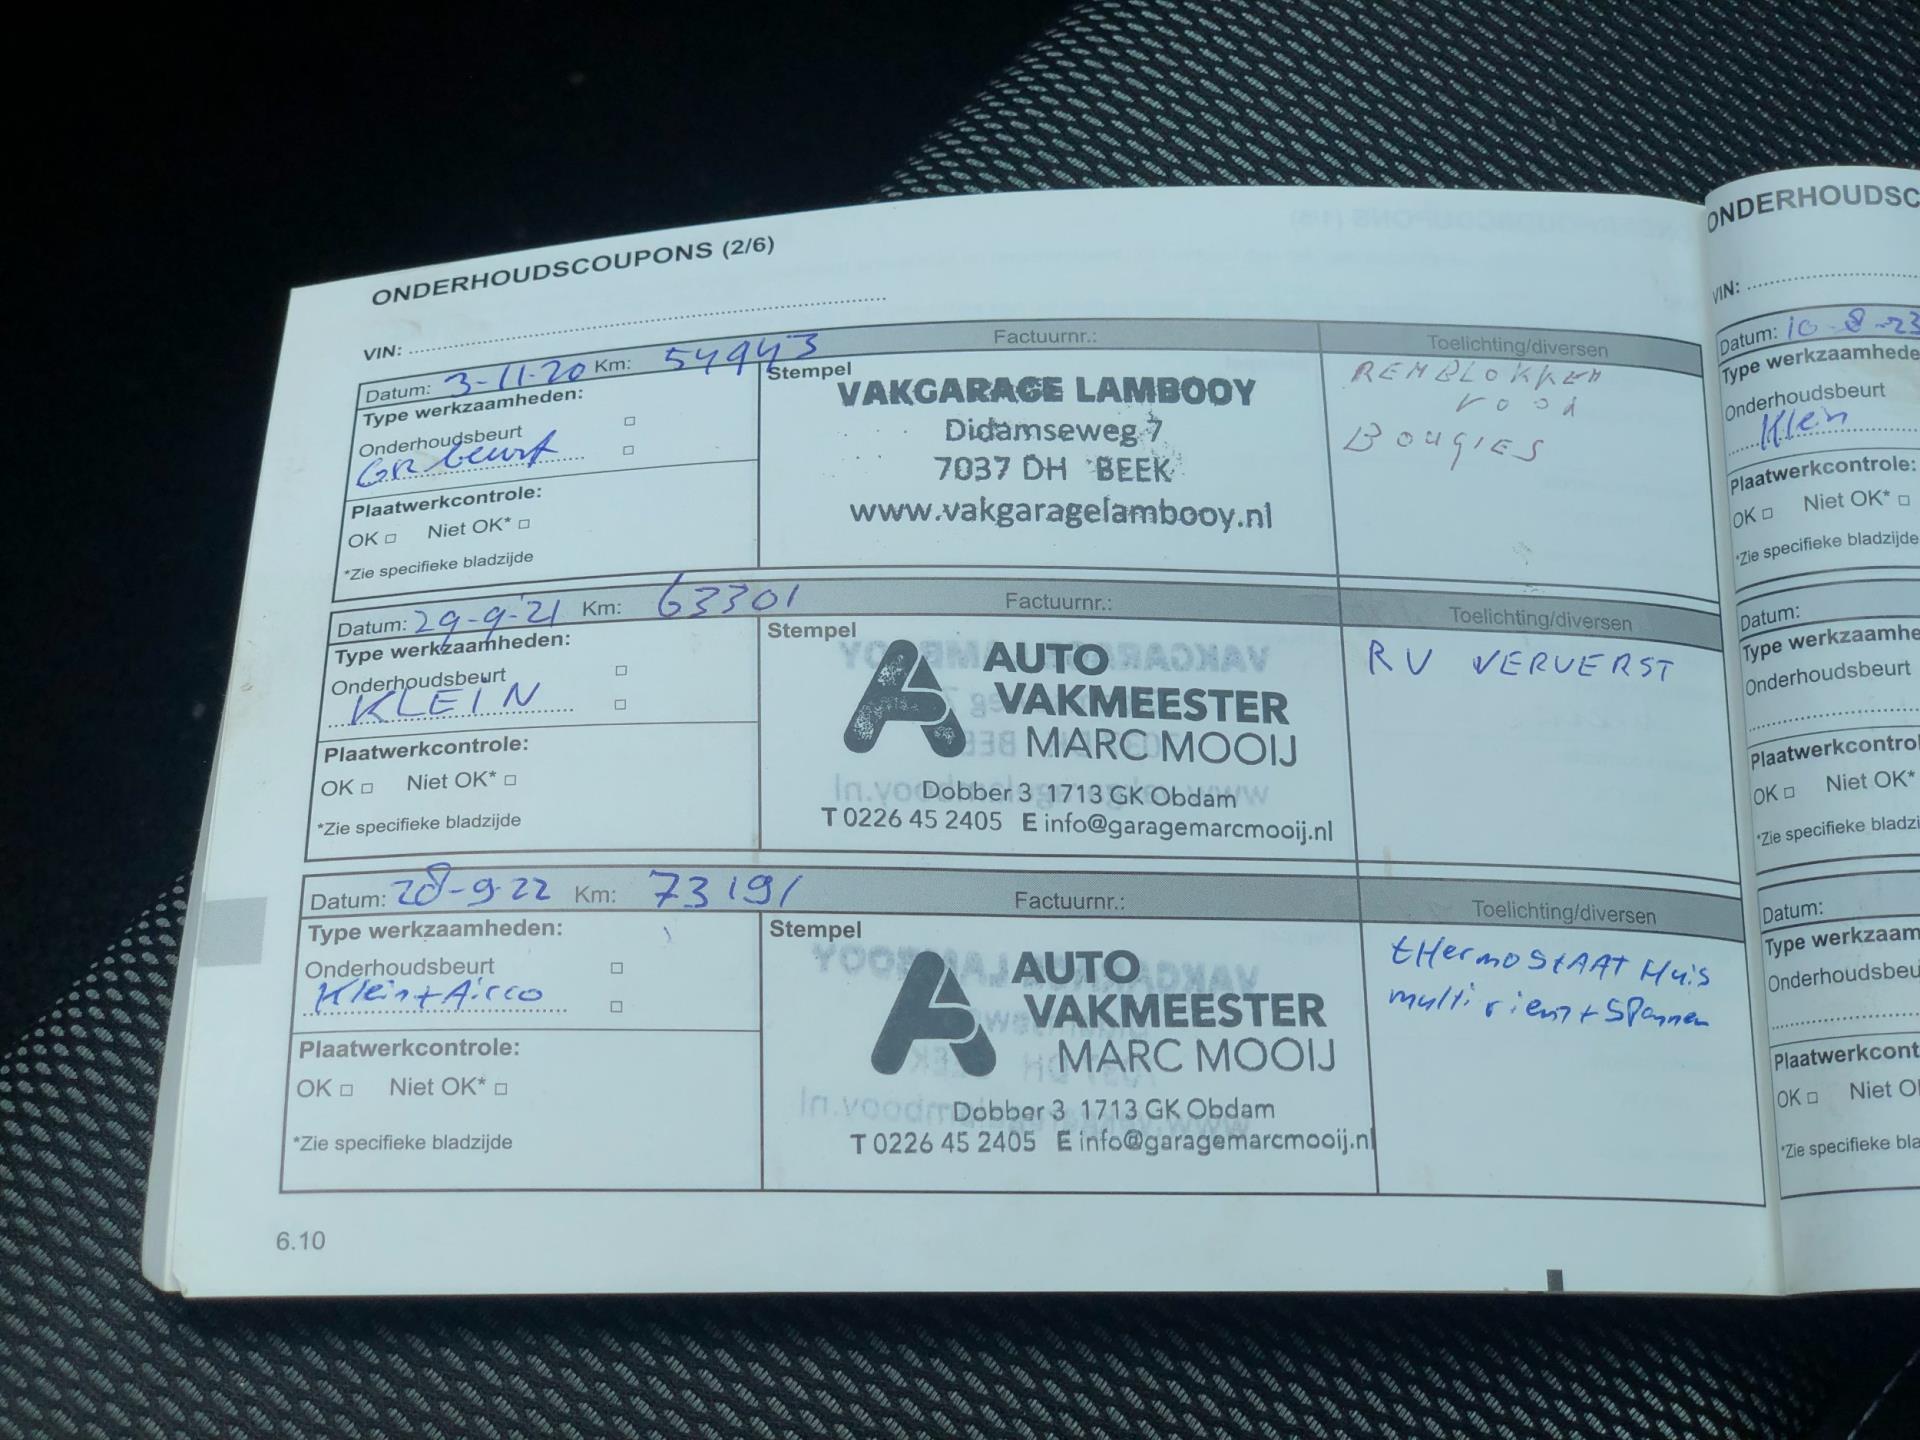 ONDERHOUDSCOUPONS (2/6)
VIN:
Datum: 3-11-20 Km: 54943 Factuurnr.: Toelichting/diversen
Type werkzaamheden:
Onderhoudsbeurt
GR beurt
Plaatwerkcontrole:
OK Niet OK*
*Zie specifieke bladzijde
Stempel
VAKGARAGE LAMBOOY
Didamseweg 7
7037 DH BEEK
www.vakgaragelambooy.nl
REMBLOKKEN
VOOR
BOUGIES
Datum: 29-9-'21 Km: 63301 Factuurnr.: Toelichting/diversen
Type werkzaamheden:
Onderhoudsbeurt
KLEIN
Plaatwerkcontrole:
OK Niet OK*
*Zie specifieke bladzijde
Stempel
AUTO
VAKMEESTER
MARC MOOIJ
Dobber 3 1713 GK Obdam
T 0226 45 2405 E info@garagemarcmooij.nl
RV VERVERST
Datum: 28-9-22 Km: 73191 Factuurnr.: Toelichting/diversen
Type werkzaamheden:
Onderhoudsbeurt
Klein + Airco
Plaatwerkcontrole:
OK Niet OK*
*Zie specifieke bladzijde
Stempel
AUTO
VAKMEESTER
MARC MOOIJ
Dobber 3 1713 GK Obdam
T 0226 45 2405 E info@garagemarcmooij.nl
tHermoStAAT Huis
multi riem + Spannen
6.10
ONDERHOUDSC
VIN:
Datum: 10-8-23
Type werkzaamhede
Onderhoudsbeurt
Klein
Plaatwerkcontrole:
OK Niet OK*
*Zie specifieke bladzijde
Datum:
Type werkzaamhe
Onderhoudsbeurt
Plaatwerkcontrol
OK Niet OK*
*Zie specifieke bladzi
Datum:
Type werkzaam
Onderhoudsbeu
Plaatwerkcont
OK Niet O
*Zie specifieke bla